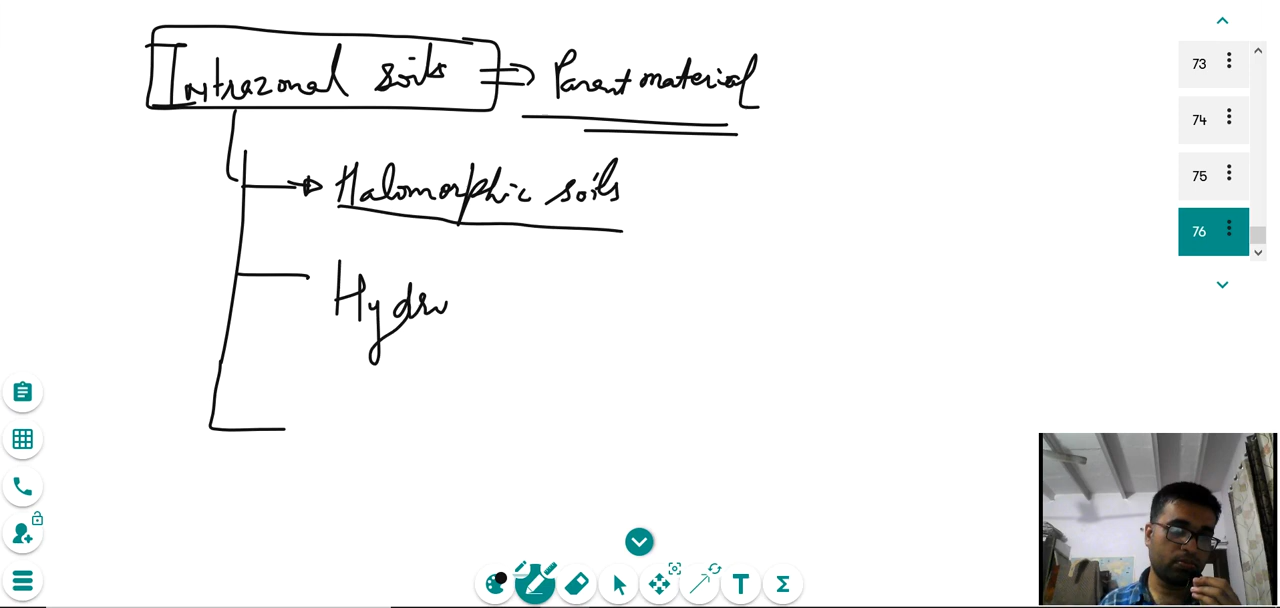 Intrazonal soils ⇒ Parent material
Halomorphic soils
Hydro
73
74
75
76
T
Σ